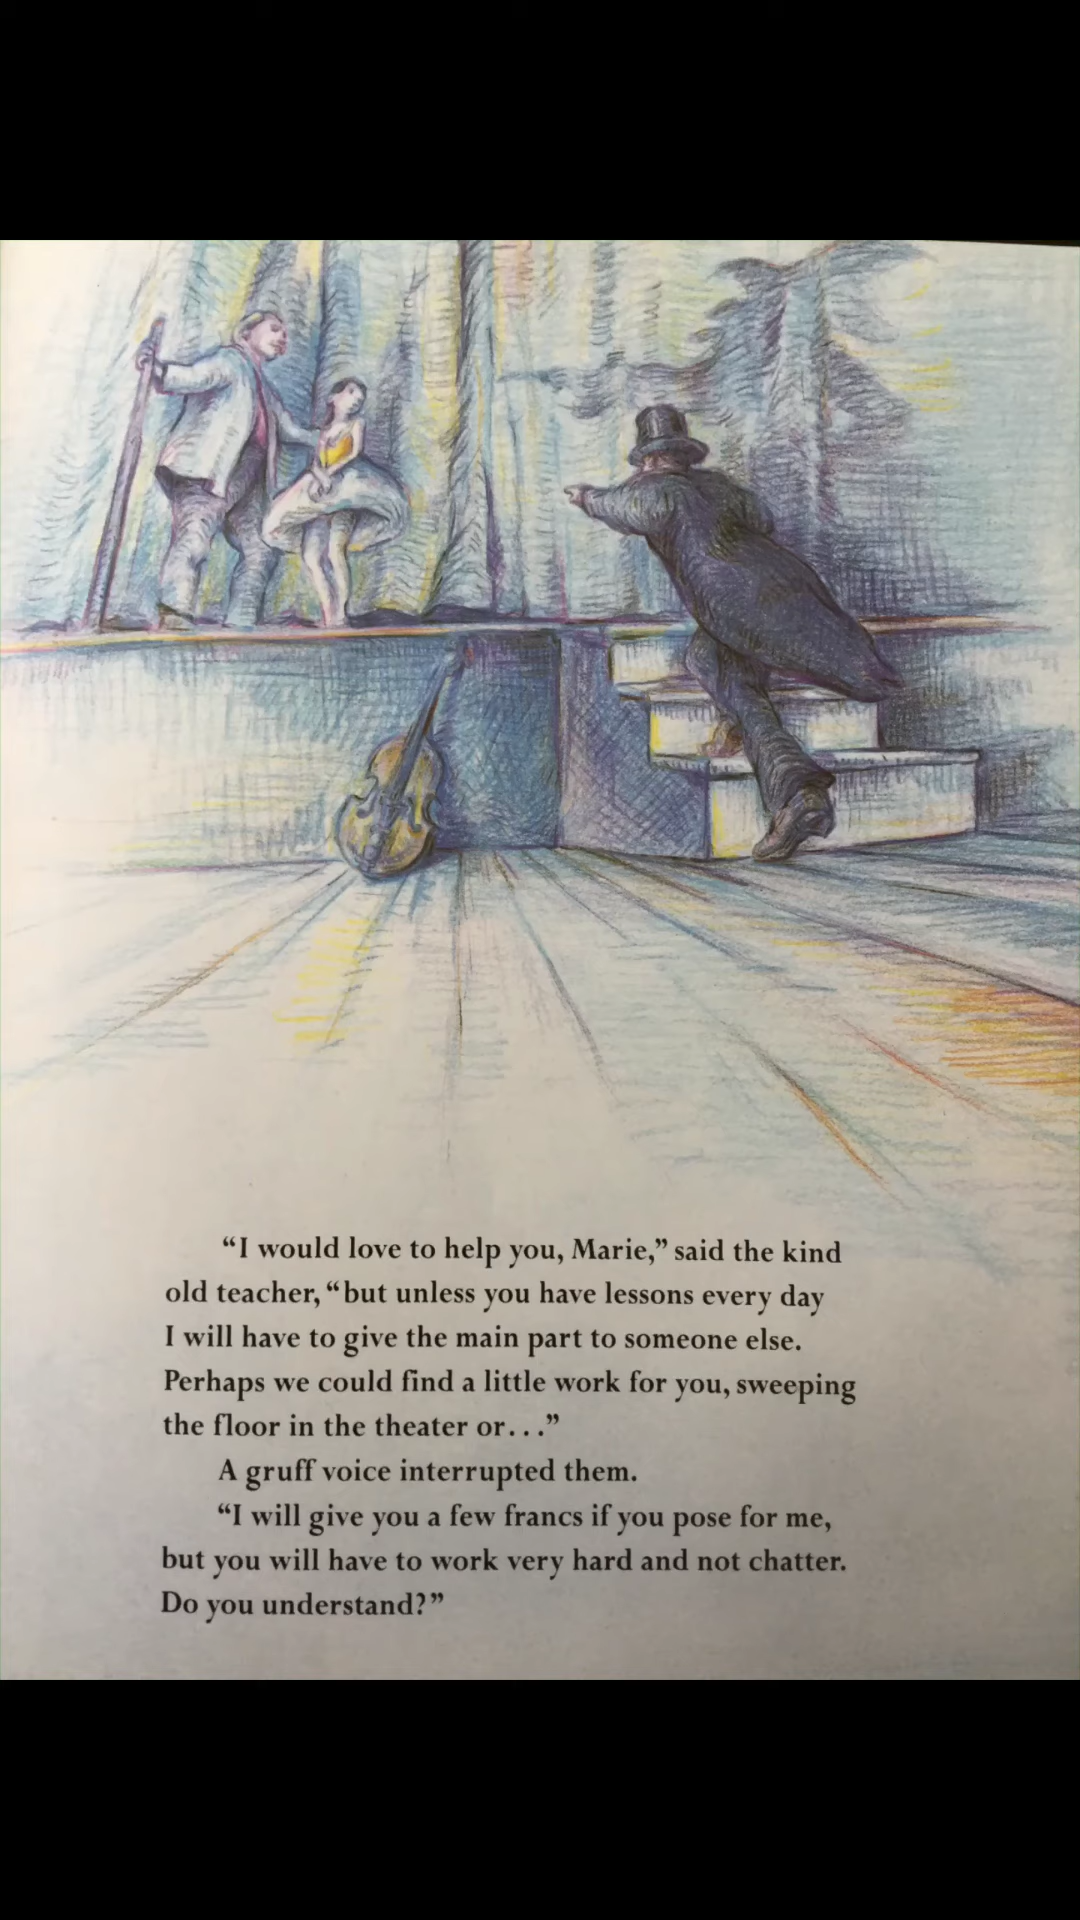 “I would love to help you, Marie,” said the kind
old teacher, “but unless you have lessons every day
I will have to give the main part to someone else.
Perhaps we could find a little work for you, sweeping
the floor in the theater or...”
A gruff voice interrupted them.
“I will give you a few francs if you pose for me,
but you will have to work very hard and not chatter.
Do you understand?”